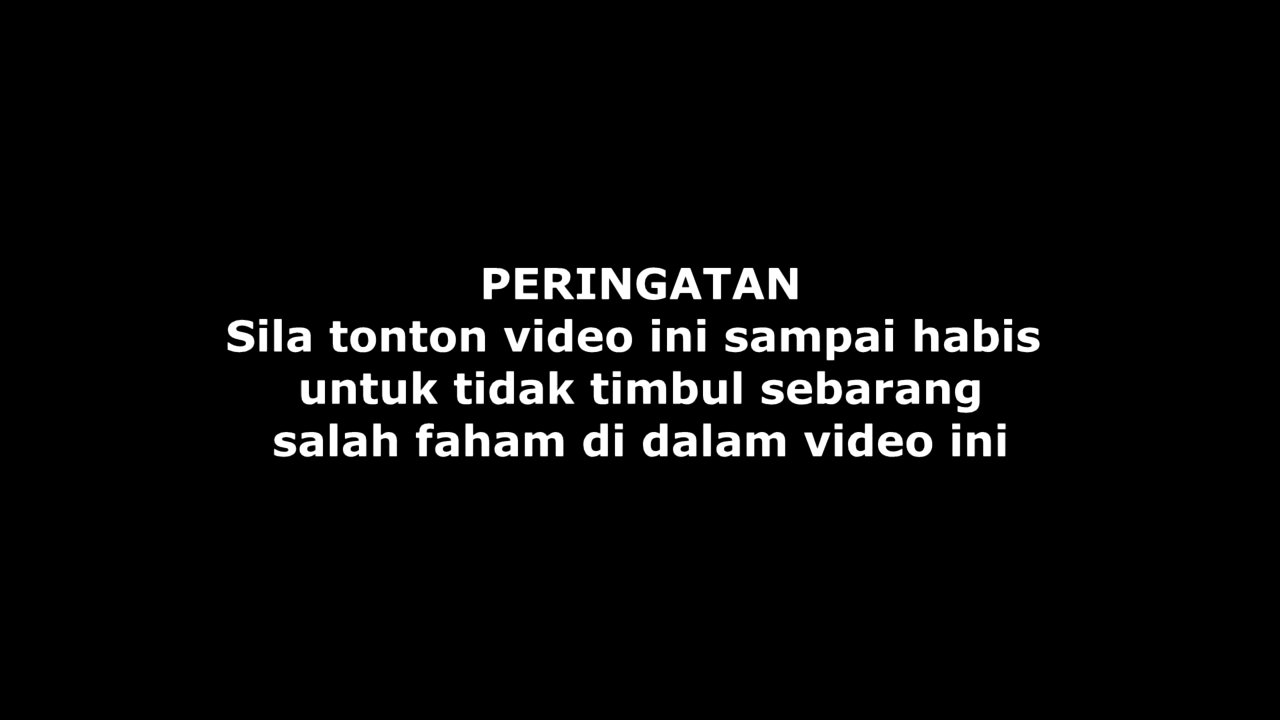 PERINGATAN
Sila tonton video ini sampai habis
untuk tidak timbul sebarang
salah faham di dalam video ini